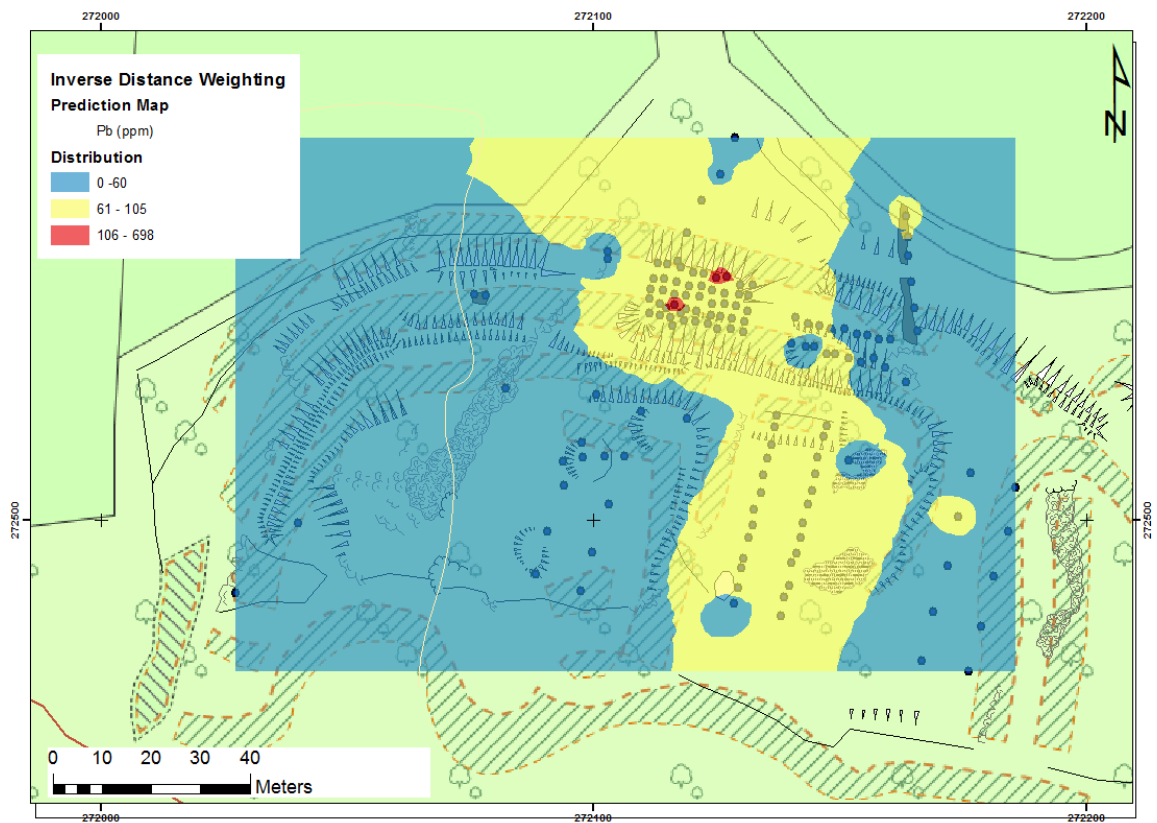 272000 272100 272200
Inverse Distance Weighting
Prediction Map
Pb (ppm)
Distribution
0 -60
61 - 105
106 - 698
N
272500 272500
0 10 20 30 40
Meters
272000 272100 272200